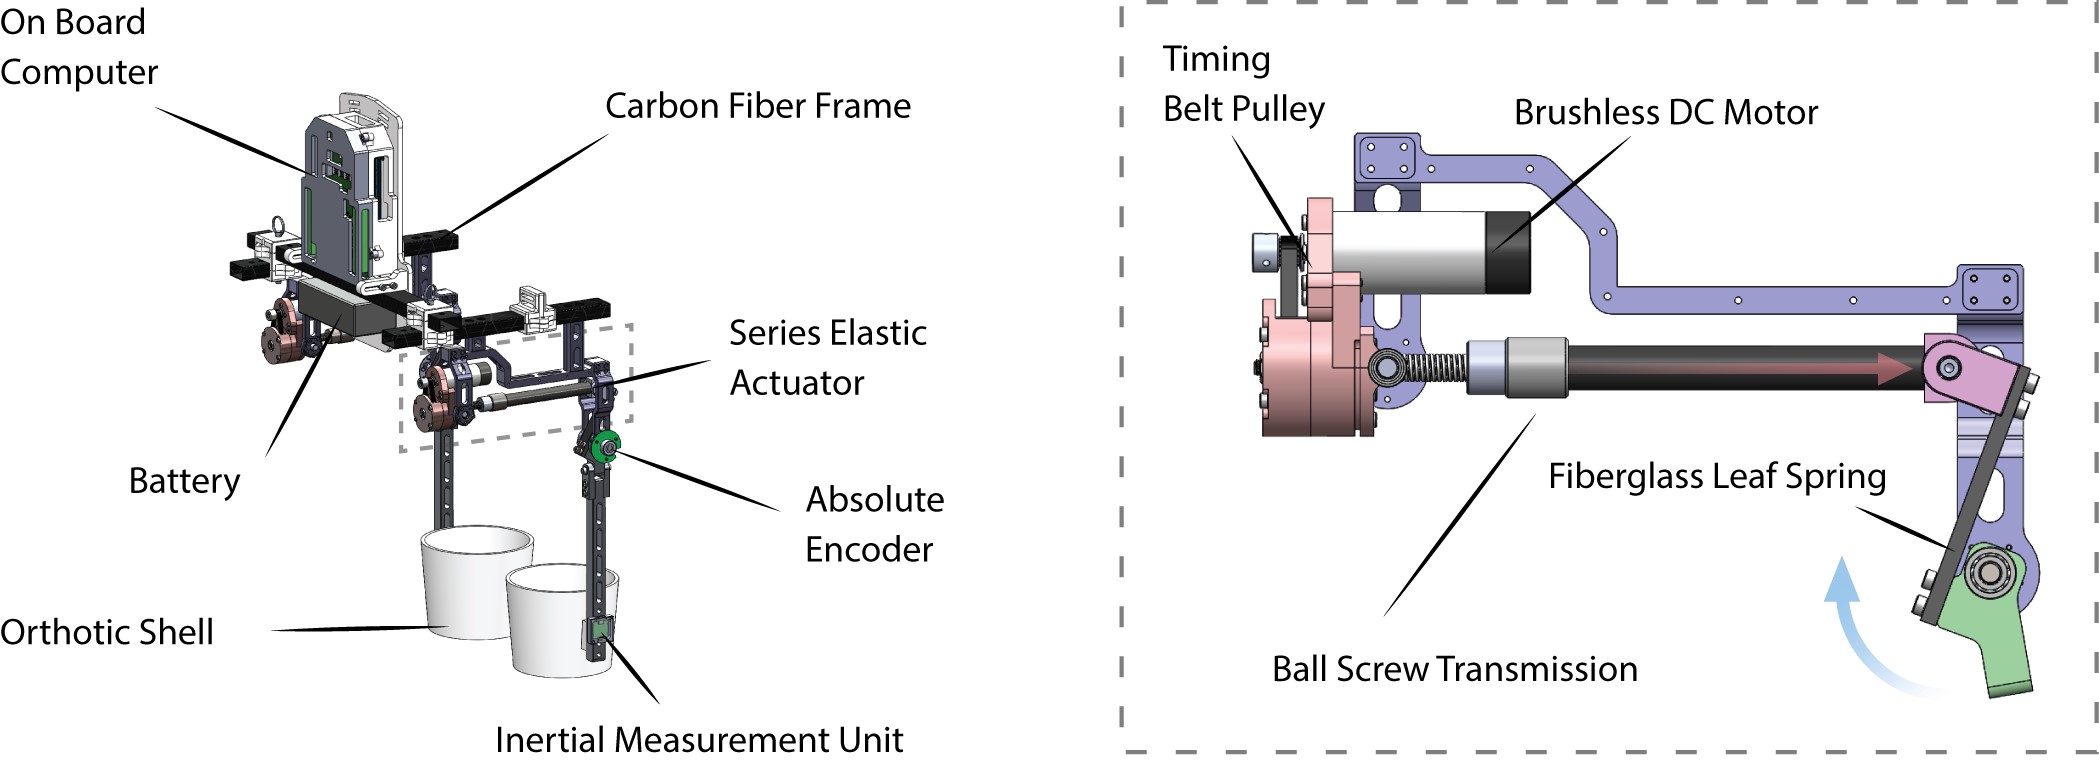 On Board
Computer
Carbon Fiber Frame
Series Elastic
Actuator
Battery
Absolute
Encoder
Orthotic Shell
Inertial Measurement Unit
Timing
Belt Pulley
Brushless DC Motor
Fiberglass Leaf Spring
Ball Screw Transmission